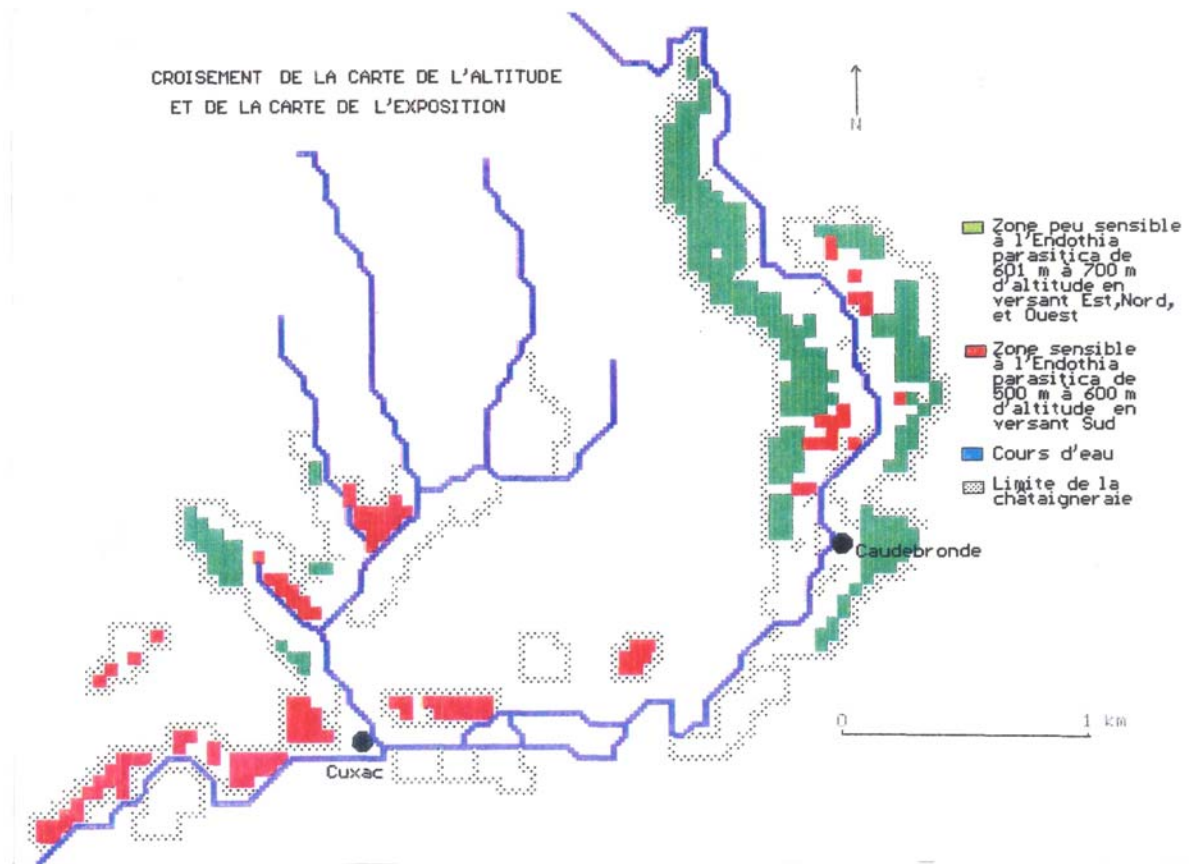 CROISEMENT DE LA CARTE DE L'ALTITUDE
ET DE LA CARTE DE L'EXPOSITION
N
Zone peu sensible
à l'Endothia
parasitica de
601 m à 700 m
d'altitude en
versant Est,Nord,
et Ouest
Zone sensible
à l'Endothia
parasitica de
500 m à 600 m
d'altitude en
versant Sud
Cours d'eau
Limite de la
châtaigneraie
Caudebronde
0 1 km
Cuxac